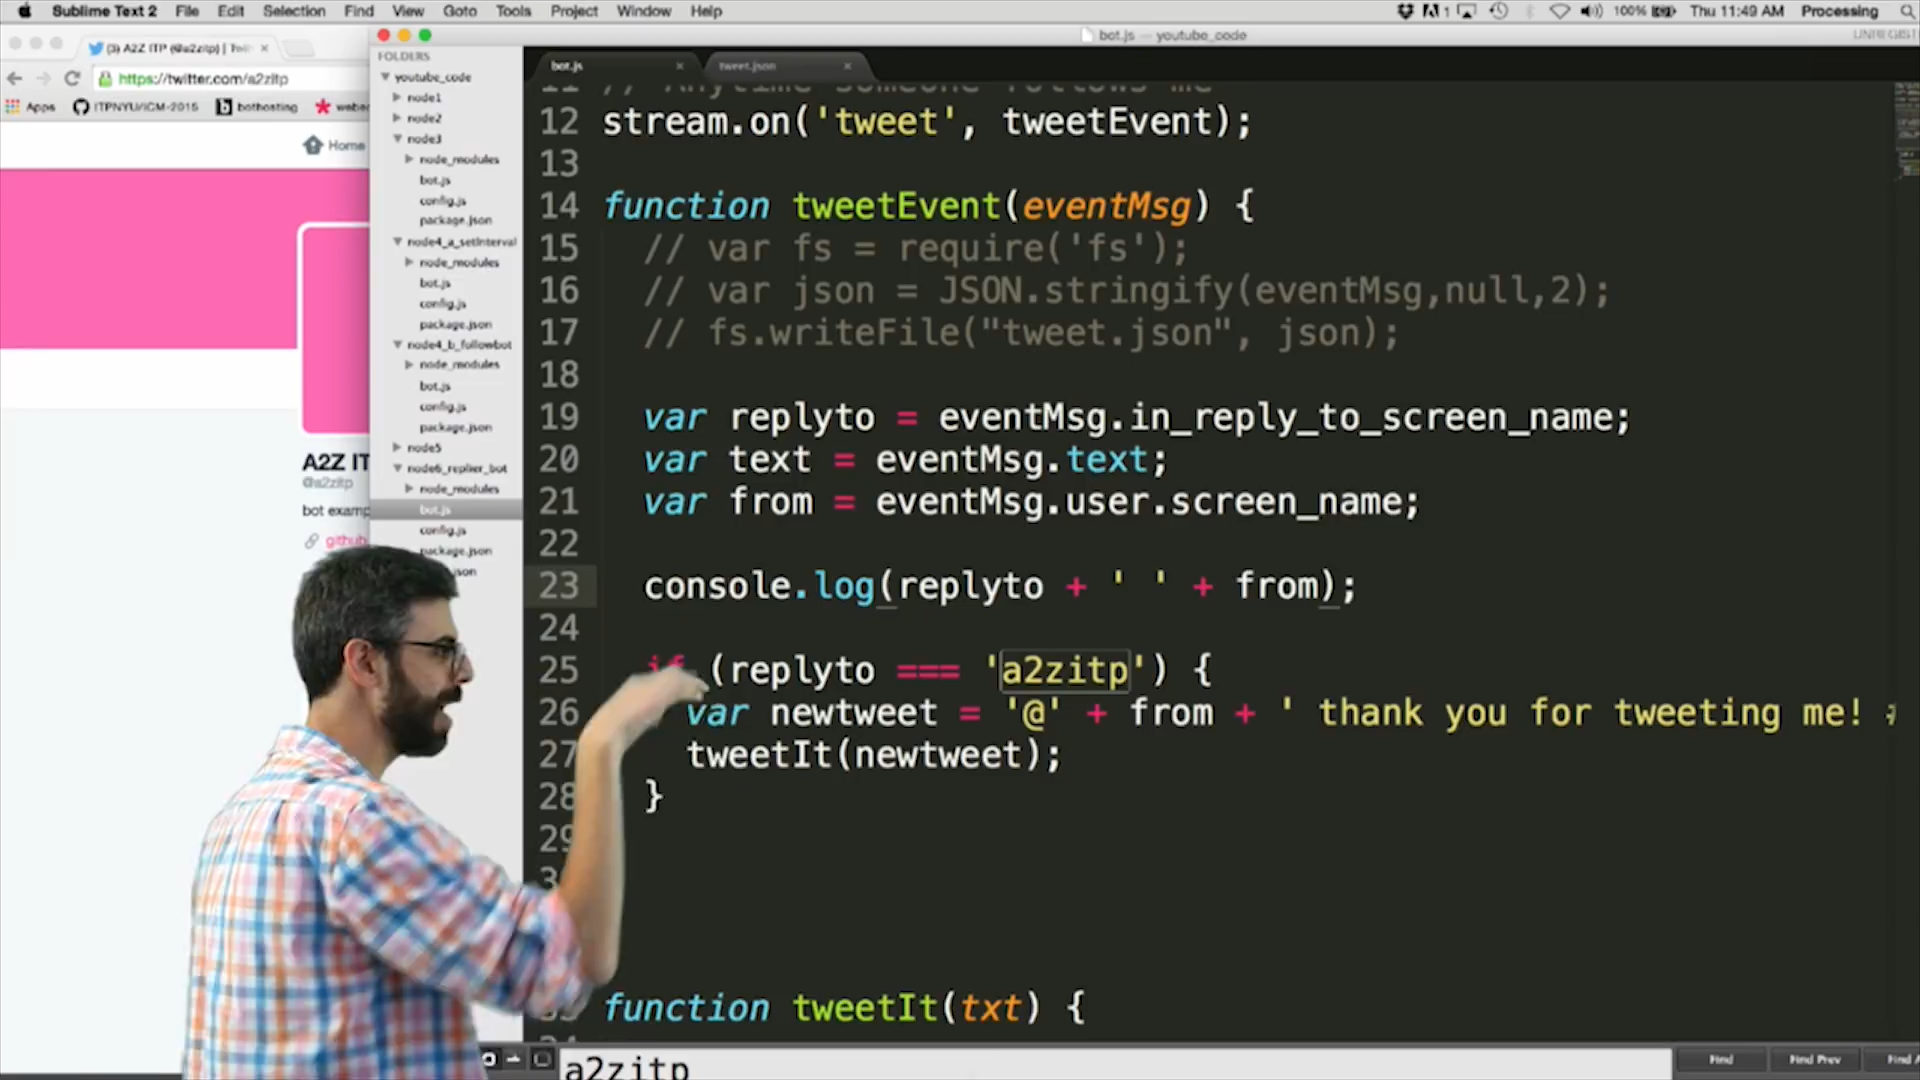 Sublime Text 2 File Edit Selection Find View Goto Tools Project Window Help 100% Thu 11:49 AM Processing
(3) A2Z ITP (@a2zitp) |
https://twitter.com/a2zitp
Apps ITPNYU/ICM-2015 bothosting
Home
A2Z IT
@a2zitp
bot examp
github
bot.js — youtube_code
FOLDERS
youtube_code
node1
node2
node3
node_modules
bot.js
config.js
package.json
node4_a_setInterval
node_modules
bot.js
config.js
package.json
node4_b_followbot
node_modules
bot.js
config.js
package.json
node5
node6_replier_bot
node_modules
bot.js
config.js
package.json
.json
bot.js tweet.json
11 // Anytime someone follows me
12 stream.on('tweet', tweetEvent);
13
14 function tweetEvent(eventMsg) {
15 // var fs = require('fs');
16 // var json = JSON.stringify(eventMsg,null,2);
17 // fs.writeFile("tweet.json", json);
18
19 var replyto = eventMsg.in_reply_to_screen_name;
20 var text = eventMsg.text;
21 var from = eventMsg.user.screen_name;
22
23 console.log(replyto + ' ' + from);
24
25 if (replyto === 'a2zitp') {
26 var newtweet = '@' + from + ' thank you for tweeting me! #
27 tweetIt(newtweet);
28 }
29
function tweetIt(txt) {
a2zitp
Find Find Prev Find A